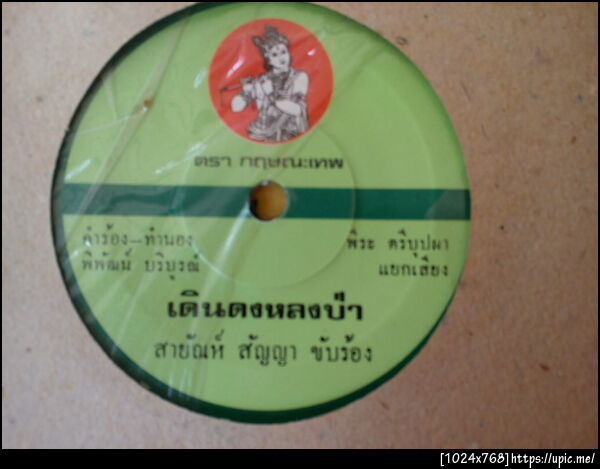 ตรา กฤษณะเทพ
คำร้อง-ทำนอง
พิพัฒน์ บริบูรณ์
พีระ ตรีบุปผา
แยกเสียง
เดินดงหลงป่า
สายัณห์ สัญญา ขับร้อง
[1024x768]https://upic.me/